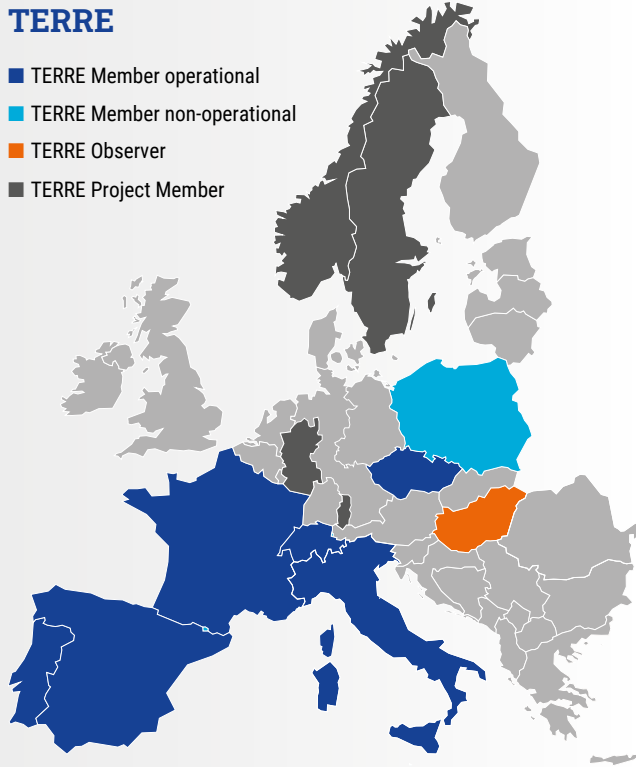 TERRE
TERRE Member operational
TERRE Member non-operational
TERRE Observer
TERRE Project Member